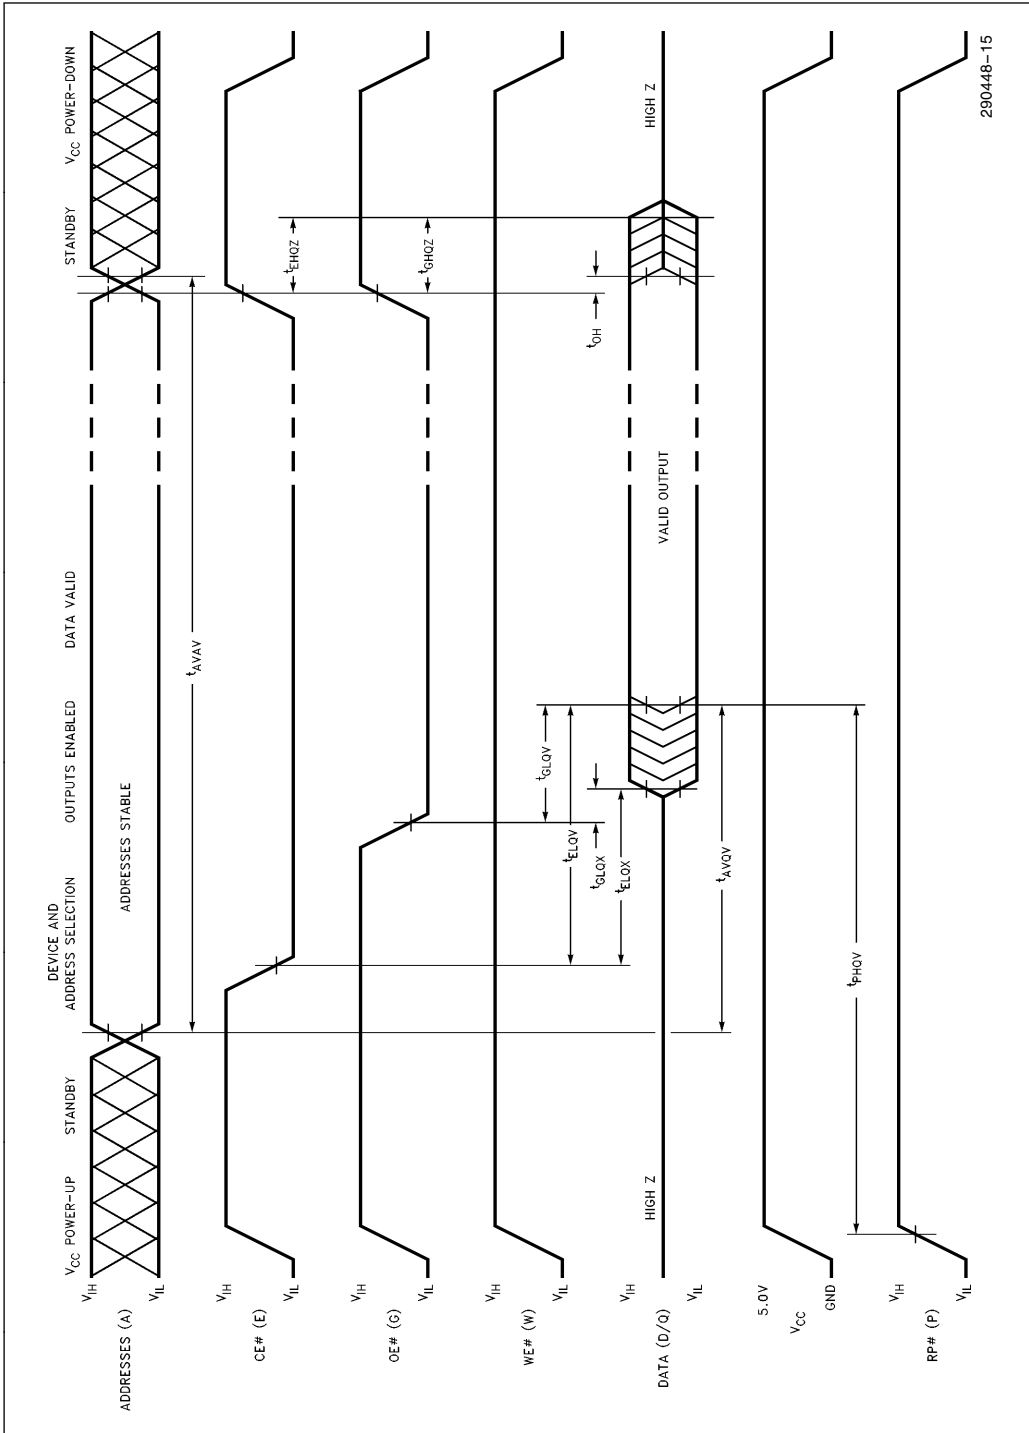 VCC POWER-UP
STANDBY
DEVICE AND
ADDRESS SELECTION
OUTPUTS ENABLED
DATA VALID
STANDBY
VCC POWER-DOWN
VIH
ADDRESSES (A)
VIL
ADDRESSES STABLE
tAVAV
VIH
CE# (E)
VIL
tEHQZ
VIH
OE# (G)
VIL
tGHQZ
VIH
WE# (W)
VIL
tGLQV
tELQV
tGLQX
tELQX
tOH
VIH
DATA (D/Q)
VIL
HIGH Z
VALID OUTPUT
HIGH Z
tAVQV
5.0V
VCC
GND
tPHQV
VIH
RP# (P)
VIL
290448-15